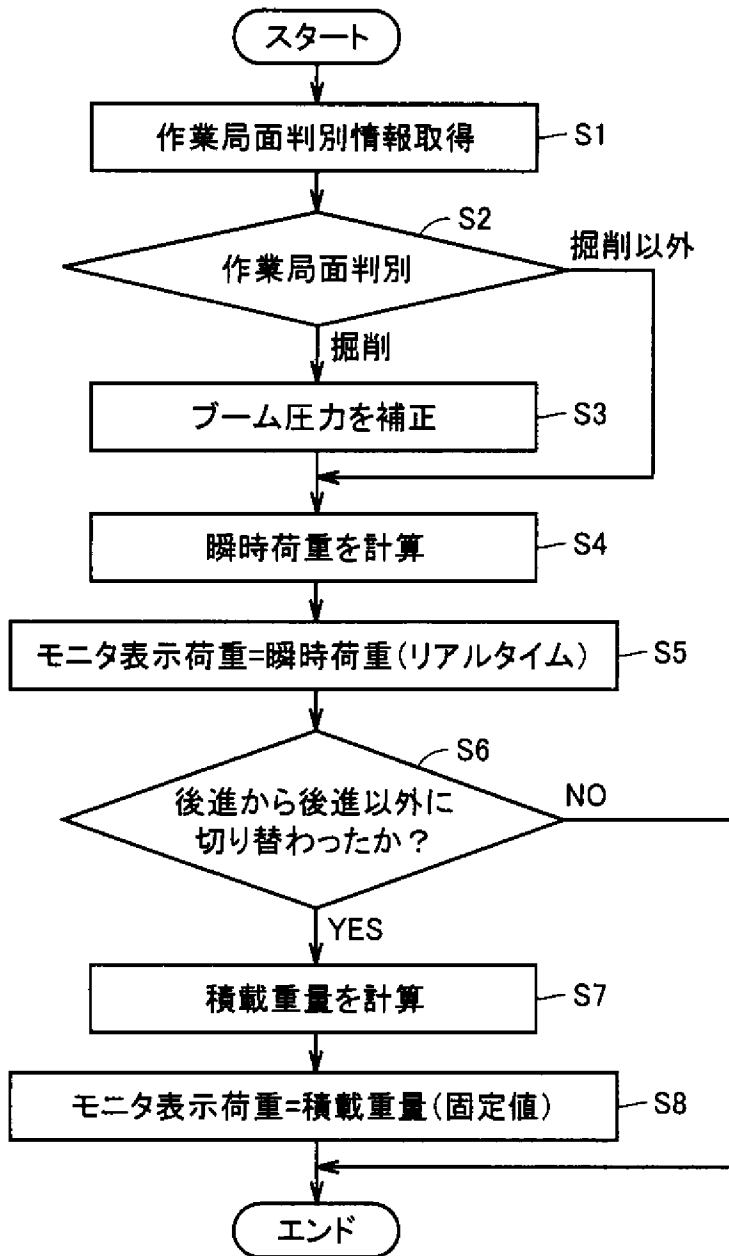 スタート
作業局面判別情報取得
S1
S2
作業局面判別
掘削以外
掘削
ブーム圧力を補正
S3
瞬時荷重を計算
S4
モニタ表示荷重=瞬時荷重(リアルタイム)
S5
S6
後進から後進以外に
切り替わったか?
NO
YES
積載重量を計算
S7
モニタ表示荷重=積載重量(固定値)
S8
エンド